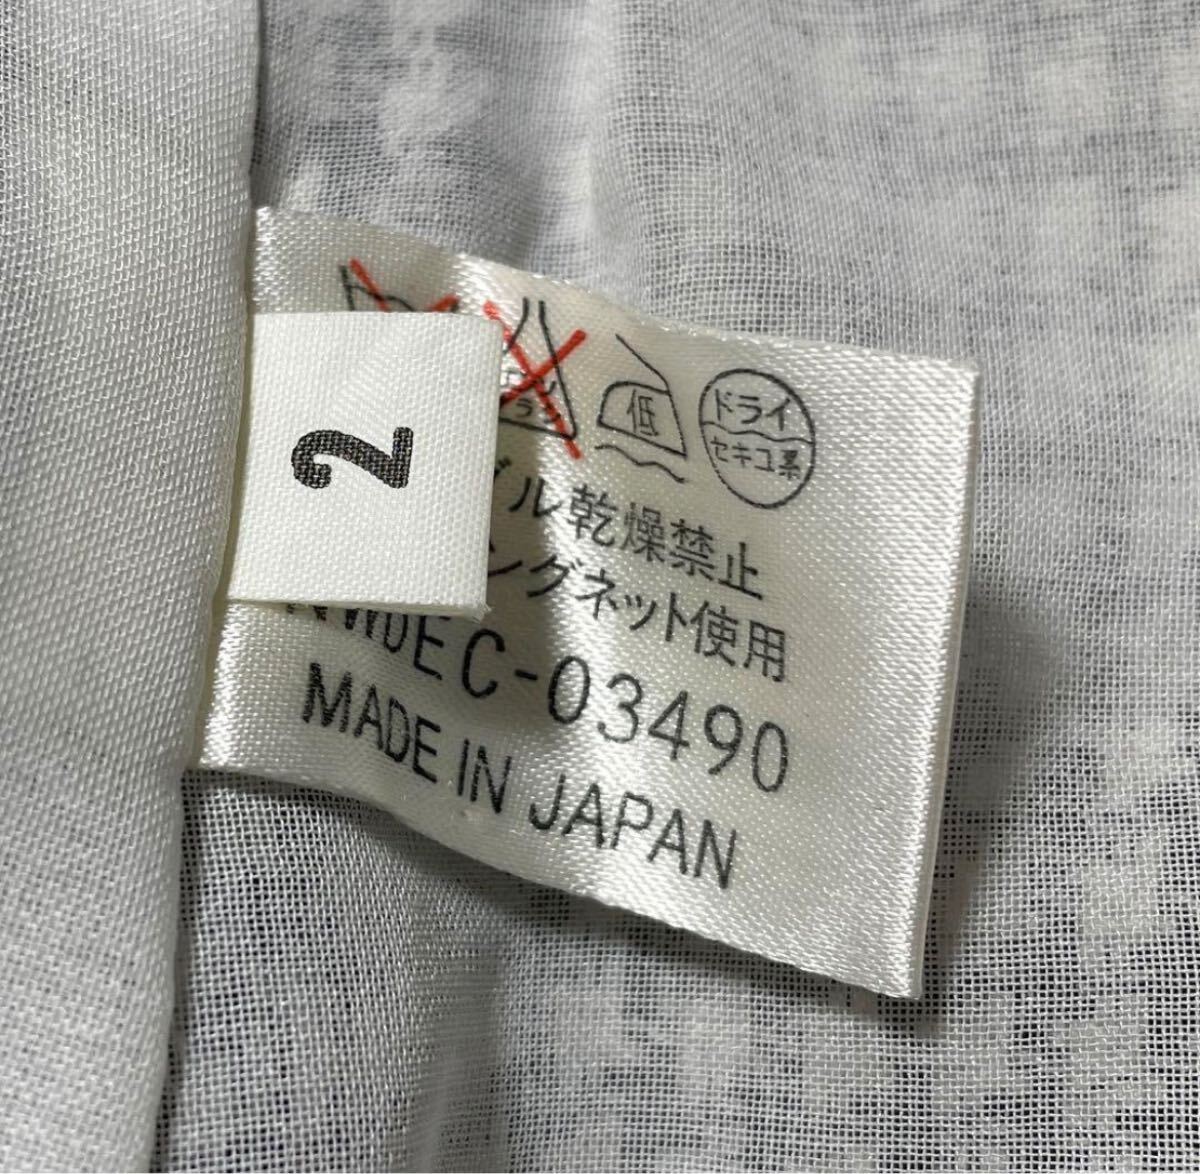 2
低
ドライ
セキユ系
ル乾燥禁止
ングネット使用
EC-03490
MADE IN JAPAN